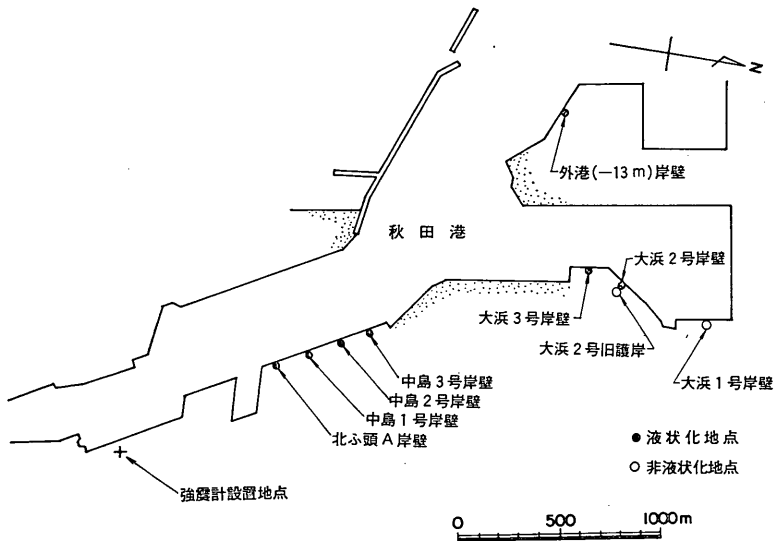 N
外港(−13m)岸壁
秋田港
大浜2号岸壁
大浜3号岸壁
大浜2号旧護岸
大浜1号岸壁
中島3号岸壁
中島2号岸壁
中島1号岸壁
北ふ頭A岸壁
強震計設置地点
● 液状化地点
○ 非液状化地点
0 500 1000m